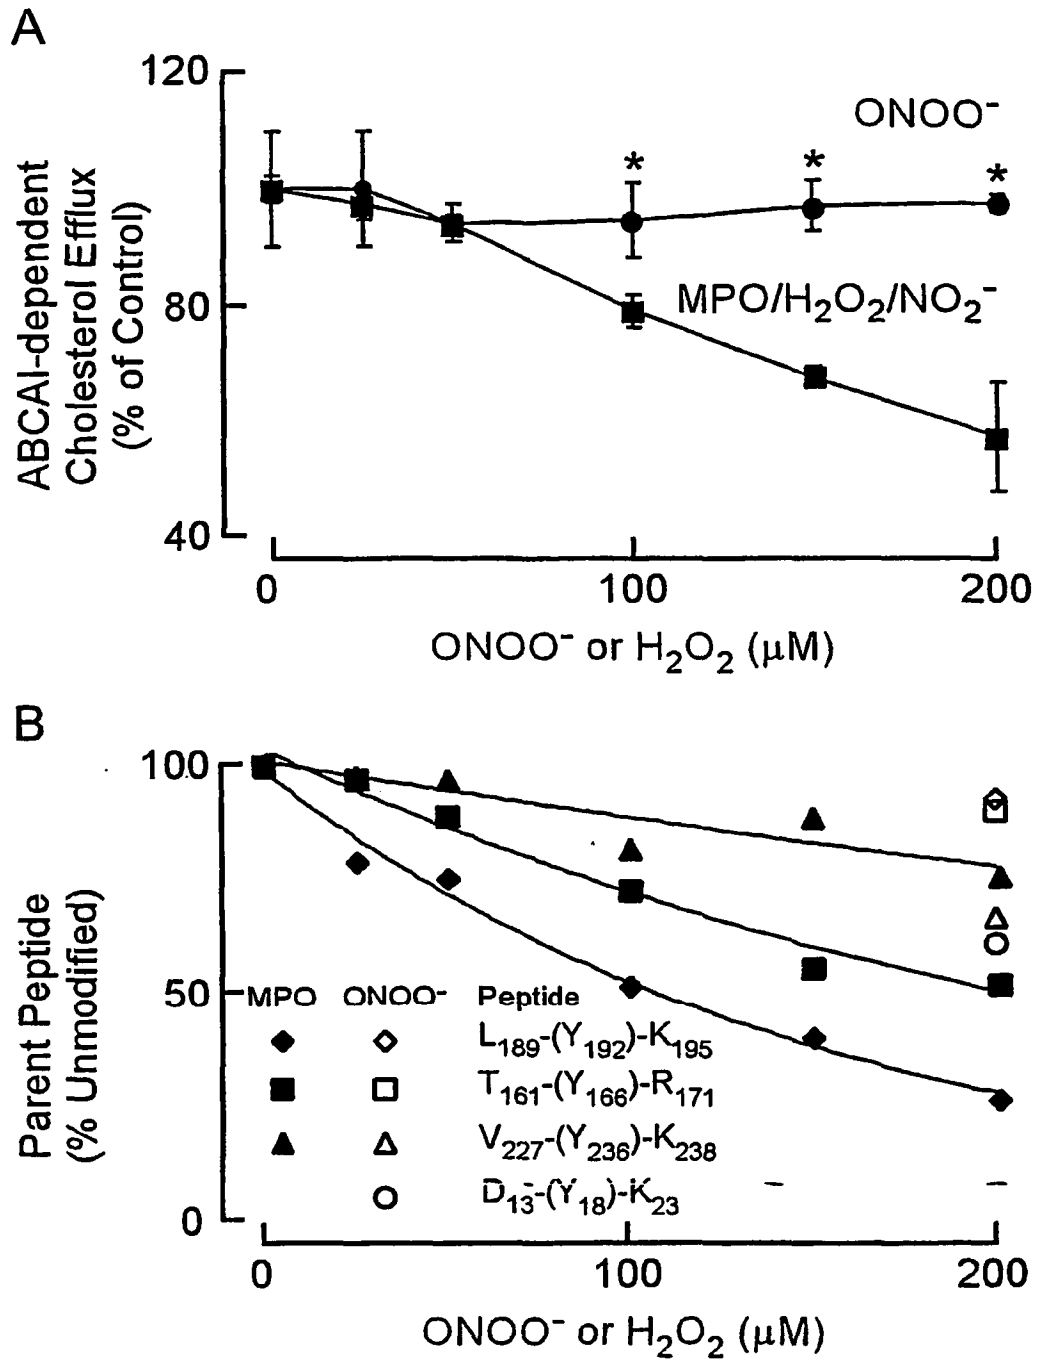 A
120
80
40
ABCAI-dependent
Cholesterol Efflux
(% of Control)
ONOO⁻
* * *
MPO/H₂O₂/NO₂⁻
0 100 200
ONOO⁻ or H₂O₂ (μM)
B
100
50
0
Parent Peptide
(% Unmodified)
MPO ONOO⁻ Peptide
L₁₈₉-(Y₁₉₂)-K₁₉₅
T₁₆₁-(Y₁₆₆)-R₁₇₁
V₂₂₇-(Y₂₃₆)-K₂₃₈
D₁₃-(Y₁₈)-K₂₃
0 100 200
ONOO⁻ or H₂O₂ (μM)